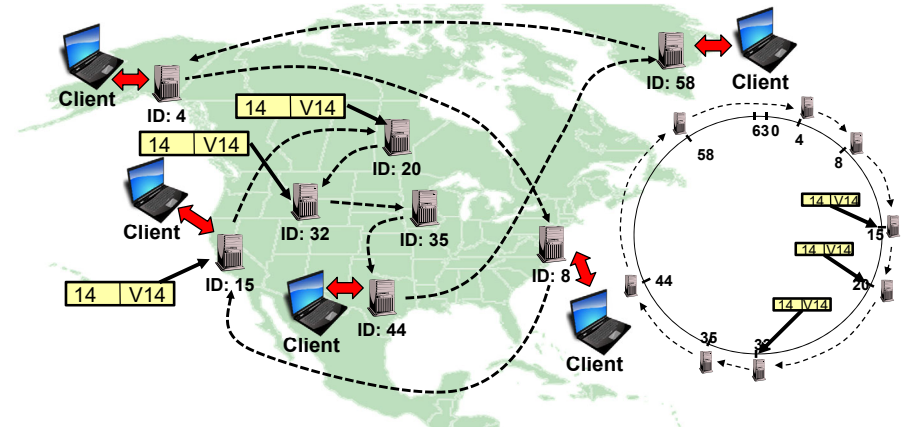 Client
ID: 4
14 V14
ID: 20
14 V14
ID: 32
Client
ID: 15
14 V14
ID: 35
Client
ID: 44
ID: 8
Client
ID: 58
Client
63 0
4
8
58
14 V14
15
14 V14
20
44
14 V14
35
32